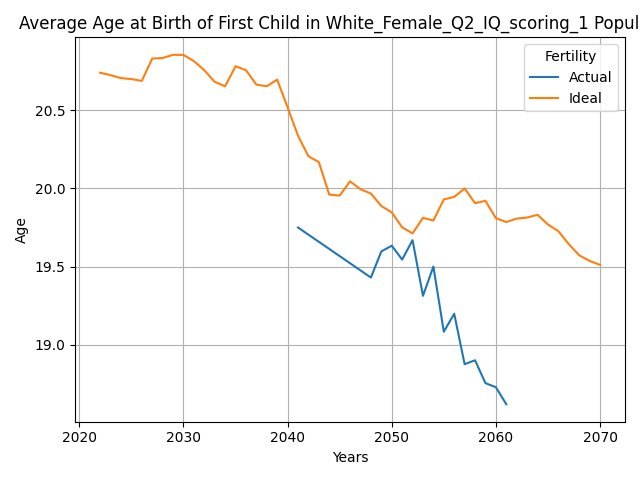 Average Age at Birth of First Child in White_Female_Q2_IQ_scoring_1 Popul
Fertility
Actual
Ideal
20.5
20.0
19.5
19.0
Age
2020 2030 2040 2050 2060 2070
Years